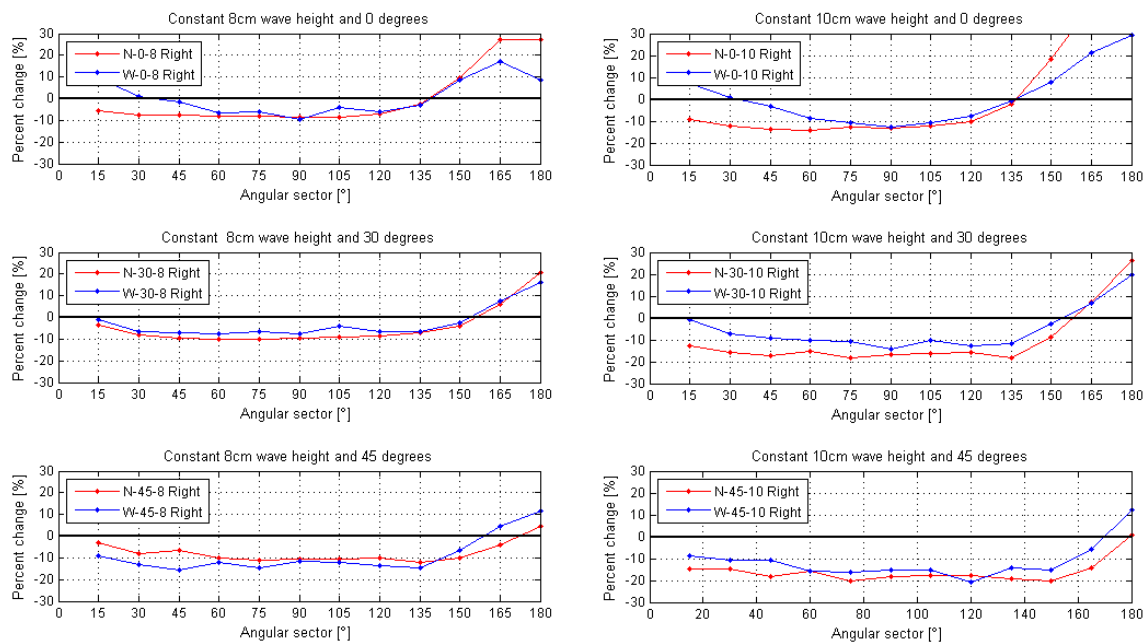 Constant 8cm wave height and 0 degrees
Percent change [%]
30
20
10
0
-10
-20
-30
N-0-8 Right
W-0-8 Right
0 15 30 45 60 75 90 105 120 135 150 165 180
Angular sector [°]
Constant 10cm wave height and 0 degrees
Percent change [%]
30
20
10
0
-10
-20
-30
N-0-10 Right
W-0-10 Right
0 15 30 45 60 75 90 105 120 135 150 165 180
Angular sector [°]
Constant  8cm wave height and 30 degrees
Percent change [%]
30
20
10
0
-10
-20
-30
N-30-8 Right
W-30-8 Right
0 15 30 45 60 75 90 105 120 135 150 165 180
Angular sector [°]
Constant 10cm wave height and 30 degrees
Percent change [%]
30
20
10
0
-10
-20
-30
N-30-10 Right
W-30-10 Right
0 15 30 45 60 75 90 105 120 135 150 165 180
Angular sector [°]
Constant 8cm wave height and 45 degrees
Percent change [%]
30
20
10
0
-10
-20
-30
N-45-8 Right
W-45-8 Right
0 15 30 45 60 75 90 105 120 135 150 165 180
Angular sector [°]
Constant 10cm wave height and 45 degrees
Percent change [%]
30
20
10
0
-10
-20
-30
N-45-10 Right
W-45-10 Right
0 20 40 60 80 100 120 140 160 180
Angular sector [°]